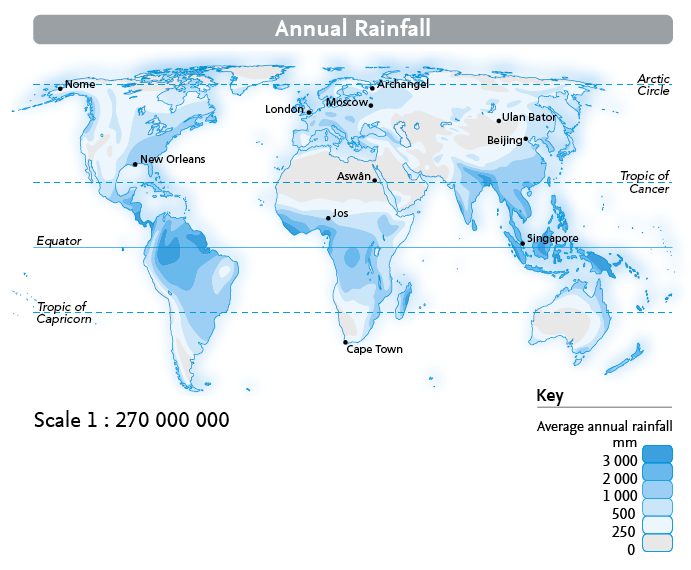 Annual Rainfall
Arctic
Circle
Nome
Archangel
Moscow
London
Ulan Bator
Beijing
New Orleans
Aswân
Tropic of
Cancer
Jos
Equator
Singapore
Tropic of
Capricorn
Cape Town
Key
Scale 1 : 270 000 000
Average annual rainfall
mm
3 000
2 000
1 000
500
250
0